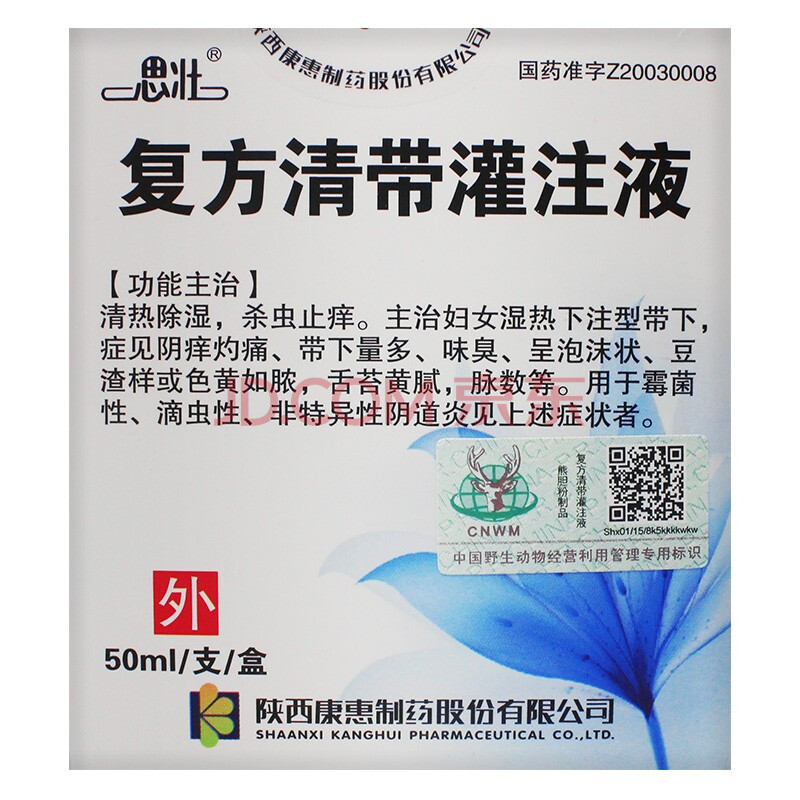 陕西康惠制药股份有限公司
思壮®
国药准字Z20030008
复方清带灌注液
【功能主治】
清热除湿，杀虫止痒。主治妇女湿热下注型带下，
症见阴痒灼痛、带下量多、味臭、呈泡沫状、豆
渣样或色黄如脓，舌苔黄腻，脉数等。用于霉菌
性、滴虫性、非特异性阴道炎见上述症状者。
JD.COM 京东
复方清带灌注液
熊胆粉制品
CNWM
Shx01/15/8k5kkkkwkw
中国野生动物经营利用管理专用标识
外
50ml/支/盒
陕西康惠制药股份有限公司
SHAANXI KANGHUI PHARMACEUTICAL CO.,LTD.